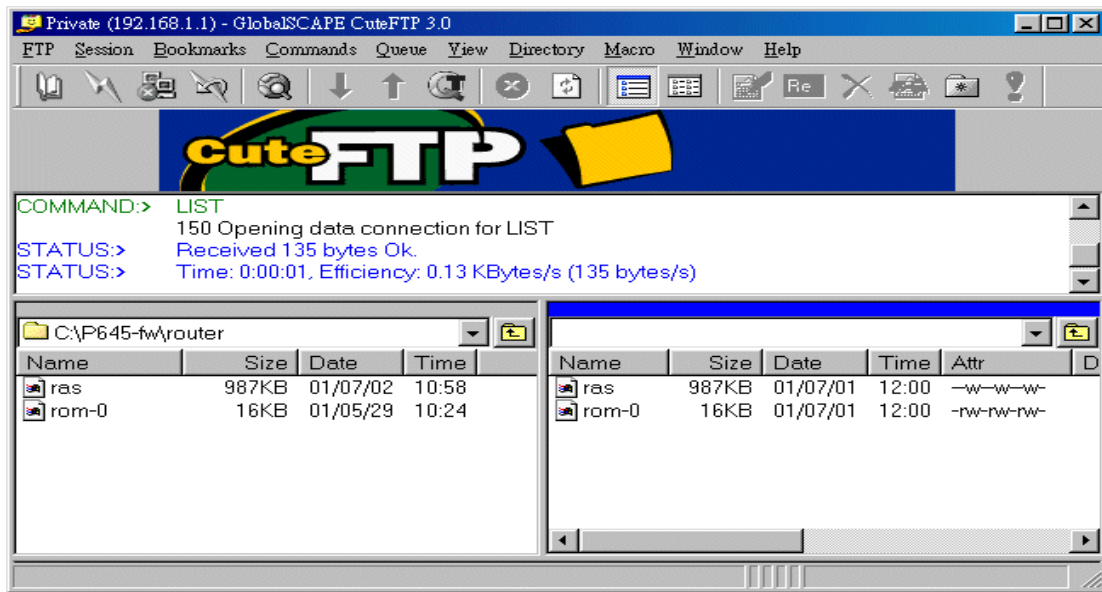 Private (192.168.1.1) - GlobalSCAPE CuteFTP 3.0
FTP Session Bookmarks Commands Queue View Directory Macro Window Help
Re
CuteFTP
COMMAND:> LIST
150 Opening data connection for LIST
STATUS:> Received 135 bytes Ok.
STATUS:> Time: 0:00:01, Efficiency: 0.13 KBytes/s (135 bytes/s)
C:\P645-fw\router
Name Size Date Time
ras 987KB 01/07/02 10:58
rom-0 16KB 01/05/29 10:24
Name Size Date Time Attr D
ras 987KB 01/07/01 12:00 --w--w--w-
rom-0 16KB 01/07/01 12:00 -rw-rw-rw-